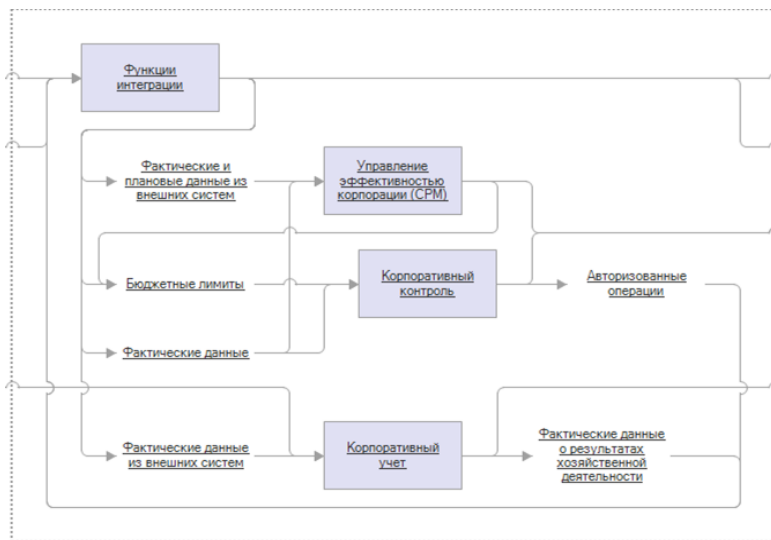 Функции
интеграции
Фактические и
плановые данные из
внешних систем
Управление
эффективностью
корпорации (CPM)
Бюджетные лимиты
Корпоративный
контроль
Авторизованные
операции
Фактические данные
Фактические данные
из внешних систем
Корпоративный
учет
Фактические данные
о результатах
хозяйственной
деятельности